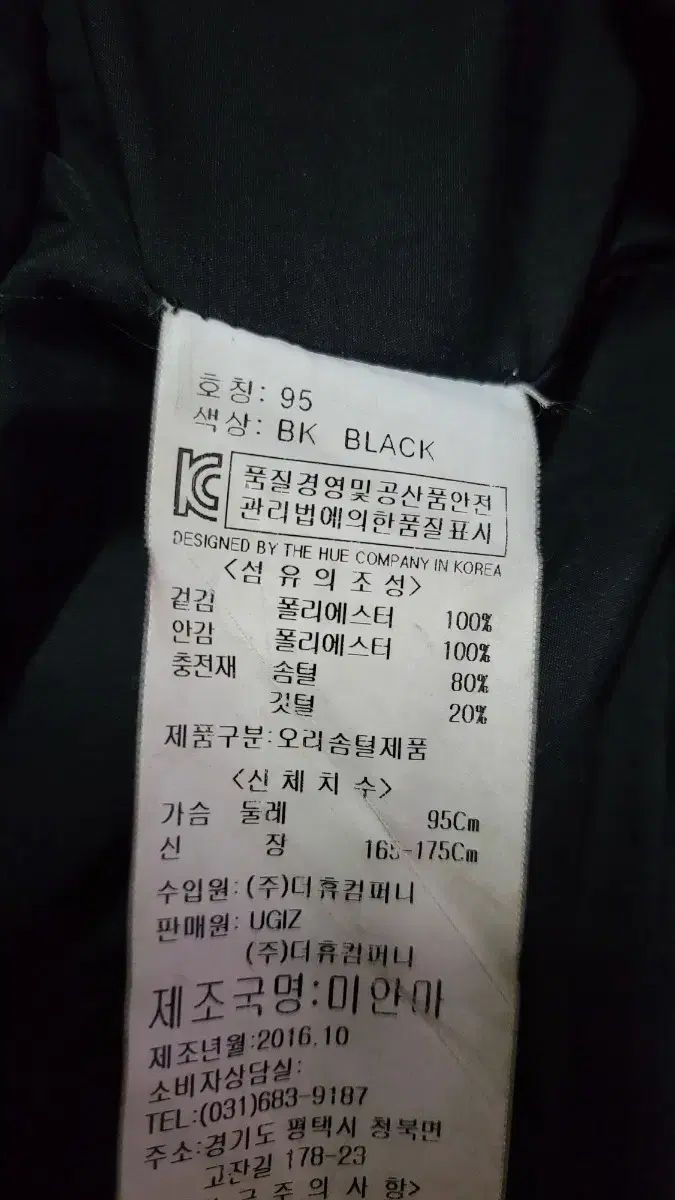 호칭: 95
색상: BK BLACK
KC
품질경영및공산품안전
관리법에의한품질표시
DESIGNED BY THE HUE COMPANY IN KOREA
<섬유의조성>
겉감 폴리에스터 100%
안감 폴리에스터 100%
충전재 솜털 80%
깃털 20%
제품구분:오리솜털제품
<신체치수>
가슴 둘레 95Cm
신 장 165-175Cm
수입원: (주)더휴컴퍼니
판매원: UGIZ
(주)더휴컴퍼니
제조국명:미얀마
제조년월:2016.10
소비자상담실:
TEL:(031)683-9187
주소:경기도 평택시 청북면
고잔길 178-23
주의사항>